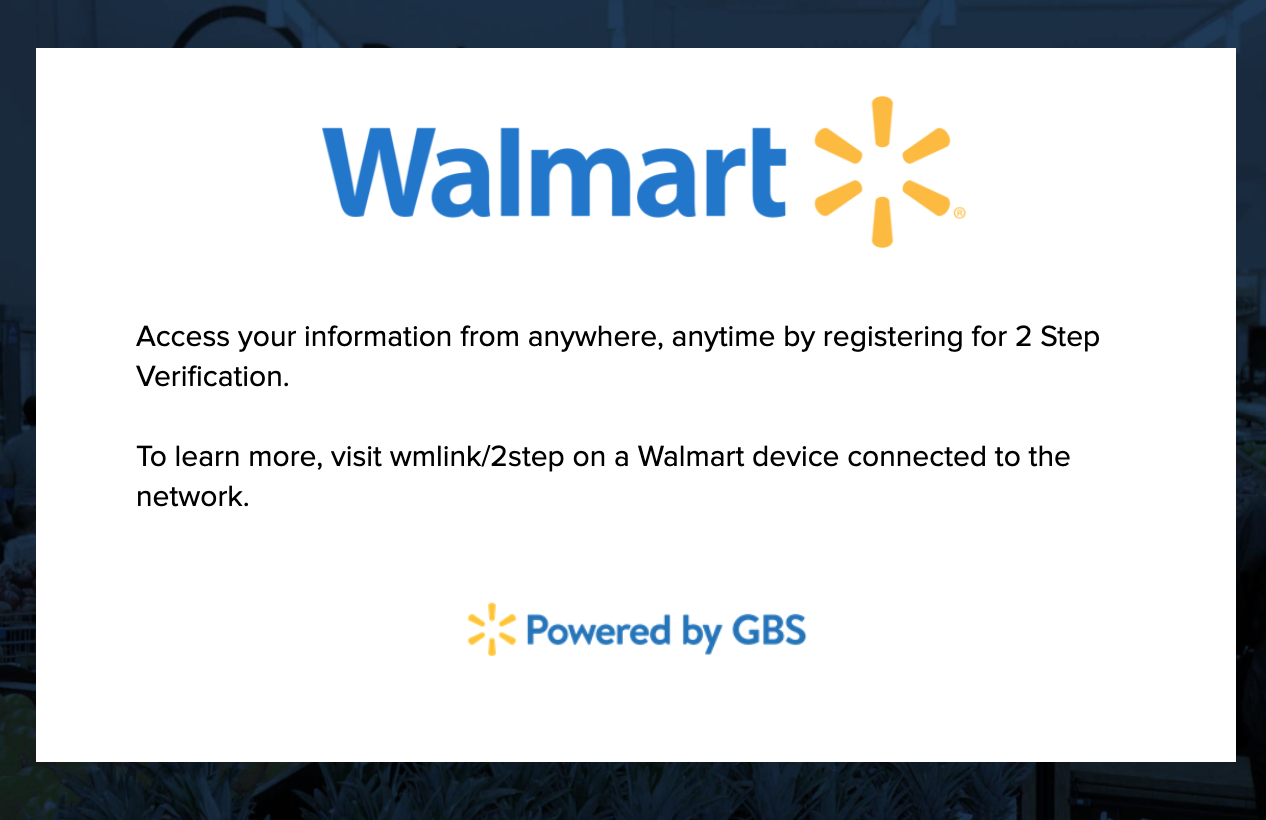 Walmart
®
Access your information from anywhere, anytime by registering for 2 Step
Verification.
To learn more, visit wmlink/2step on a Walmart device connected to the
network.
Powered by GBS